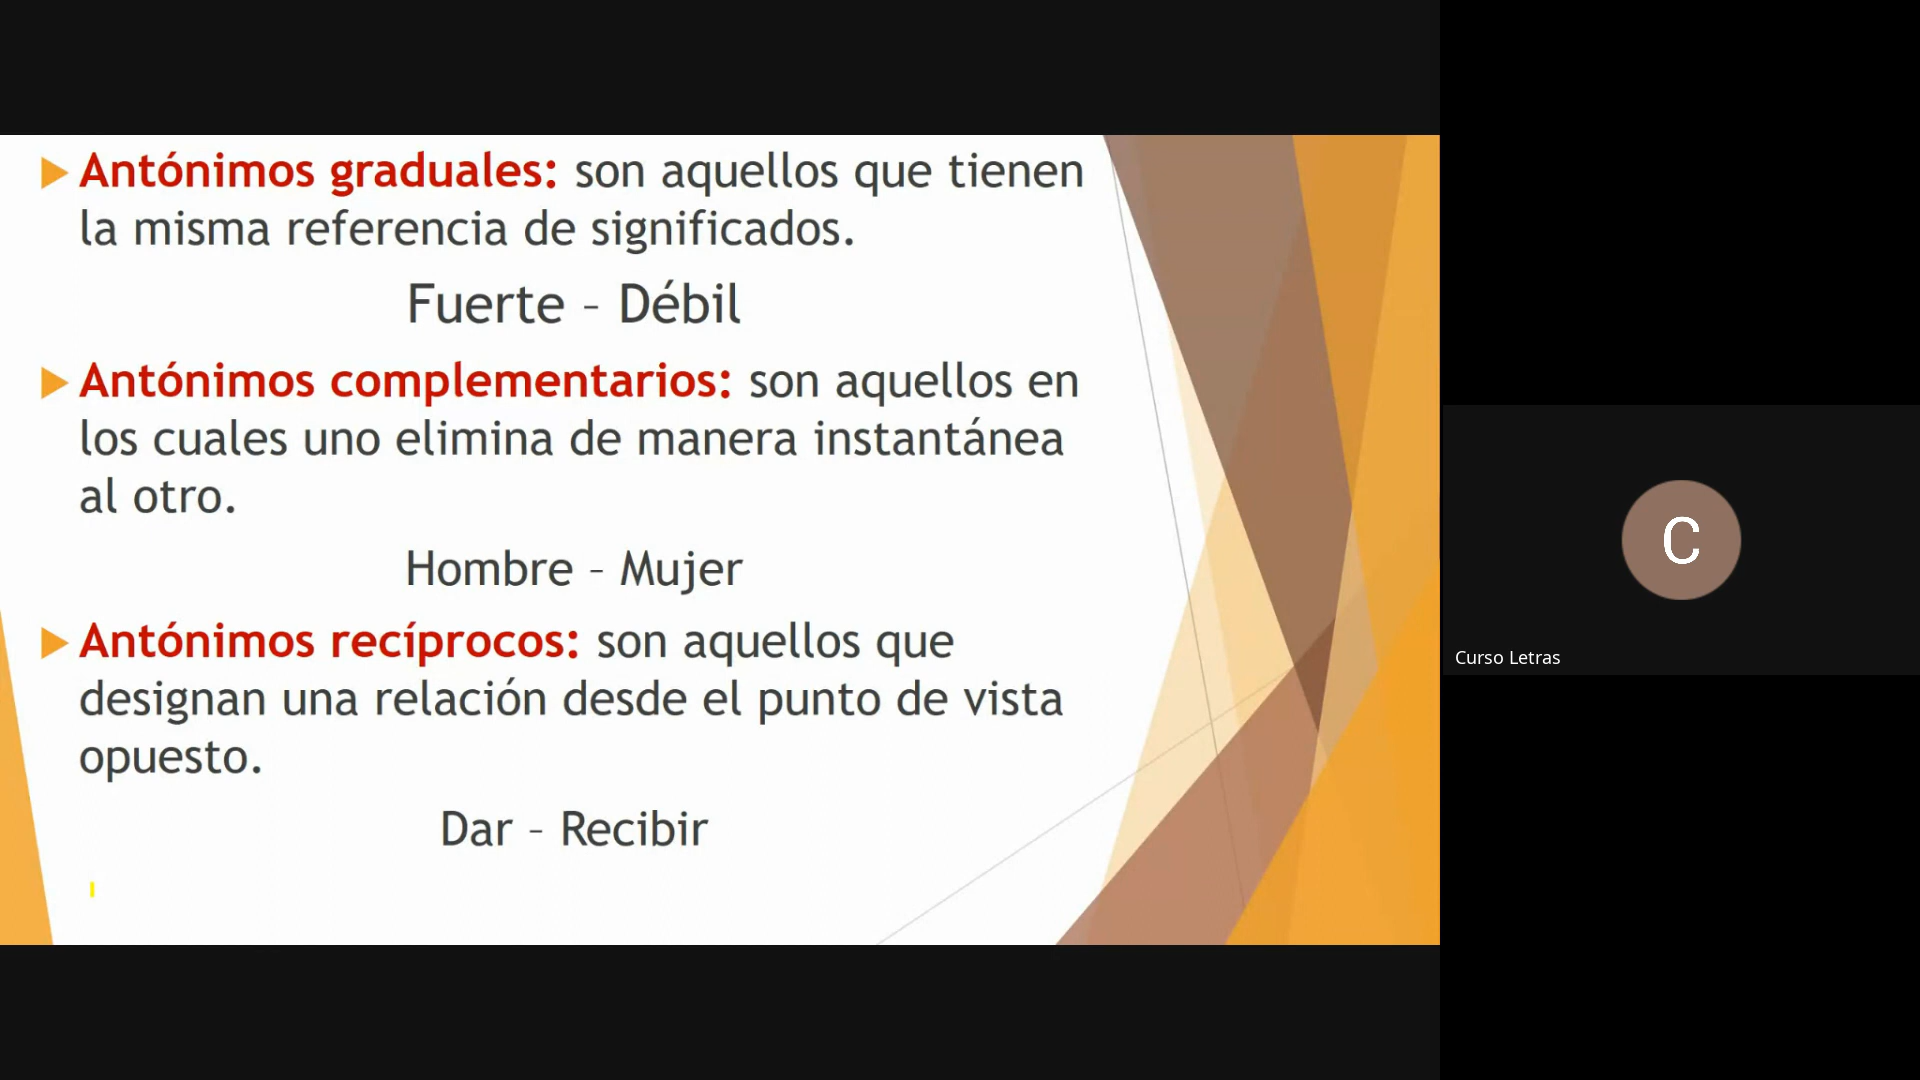 Antónimos graduales: son aquellos que tienen
la misma referencia de significados.
Fuerte – Débil
Antónimos complementarios: son aquellos en
los cuales uno elimina de manera instantánea
al otro.
Hombre – Mujer
Antónimos recíprocos: son aquellos que
designan una relación desde el punto de vista
opuesto.
Dar – Recibir
C
Curso Letras